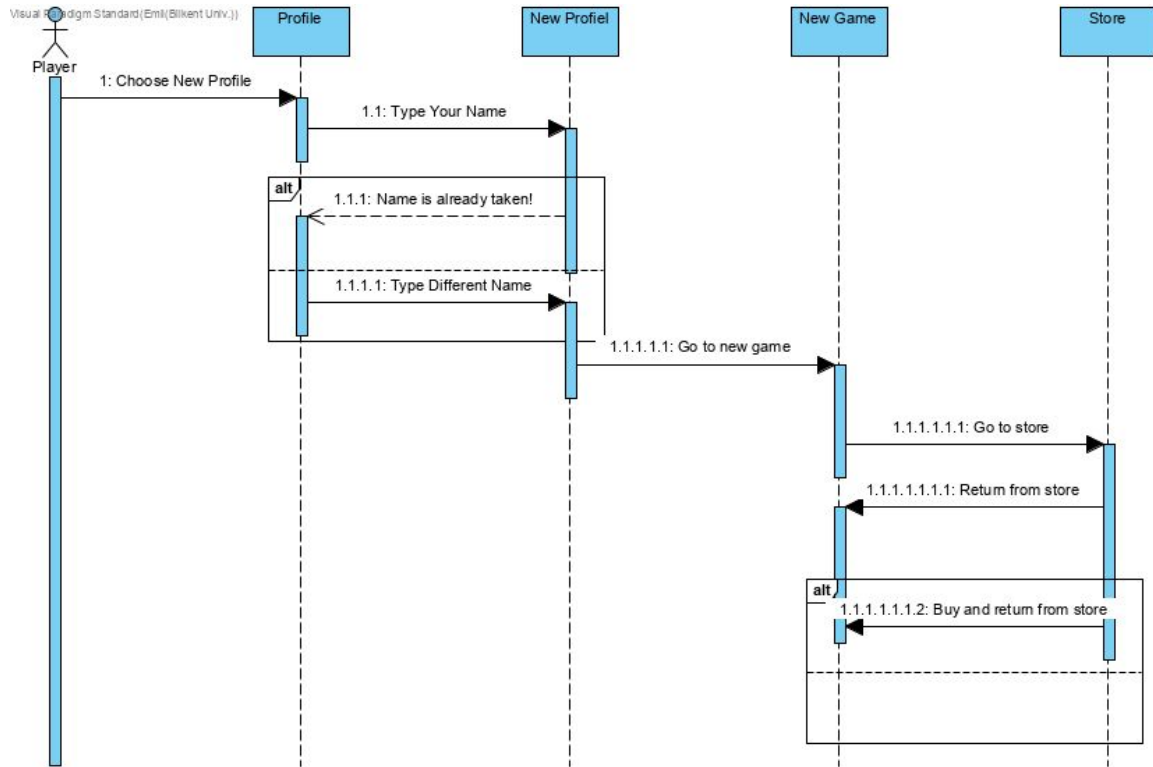 Visual Paradigm Standard(Emli(Bilkent Univ.))
Player
Profile
New Profiel
New Game
Store
1: Choose New Profile
1.1: Type Your Name
alt
1.1.1: Name is already taken!
1.1.1.1: Type Different Name
1.1.1.1.1: Go to new game
1.1.1.1.1.1: Go to store
1.1.1.1.1.1.1: Return from store
alt
1.1.1.1.1.1.2: Buy and return from store